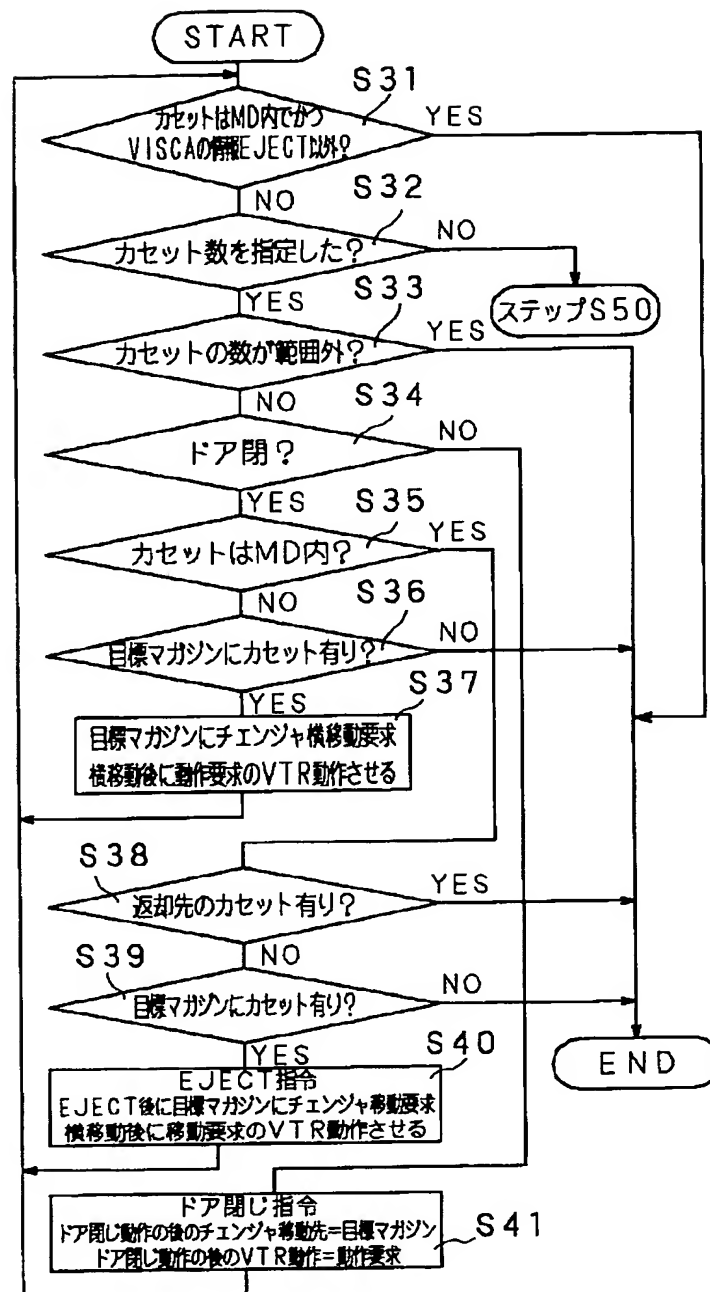 START
S31
カセットはMD内でかつ
VISCAの情報EJECT以外?
YES
NO
S32
カセット数を指定した?
NO
ステップS50
YES
S33
カセットの数が範囲外?
YES
NO
S34
ドア閉?
NO
YES
S35
カセットはMD内?
YES
NO
S36
目標マガジンにカセット有り?
NO
YES
S37
目標マガジンにチェンジャ横移動要求
横移動後に動作要求のVTR動作させる
S38
返却先のカセット有り?
YES
NO
S39
目標マガジンにカセット有り?
NO
YES
S40
EJECT指令
EJECT後に目標マガジンにチェンジャ移動要求
横移動後に移動要求のVTR動作させる
END
ドア閉じ指令
ドア閉じ動作の後のチェンジャ移動先=目標マガジン
ドア閉じ動作の後のVTR動作=動作要求
S41